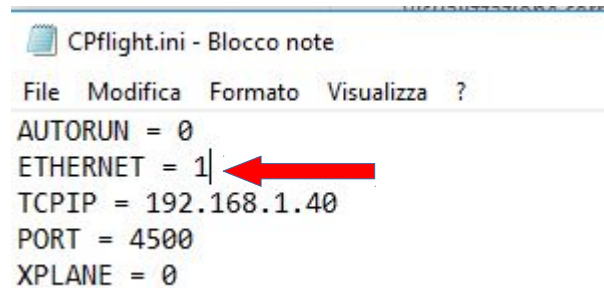 CPflight.ini - Blocco note
File Modifica Formato Visualizza ?
AUTORUN = 0
ETHERNET = 1
TCPIP = 192.168.1.40
PORT = 4500
XPLANE = 0